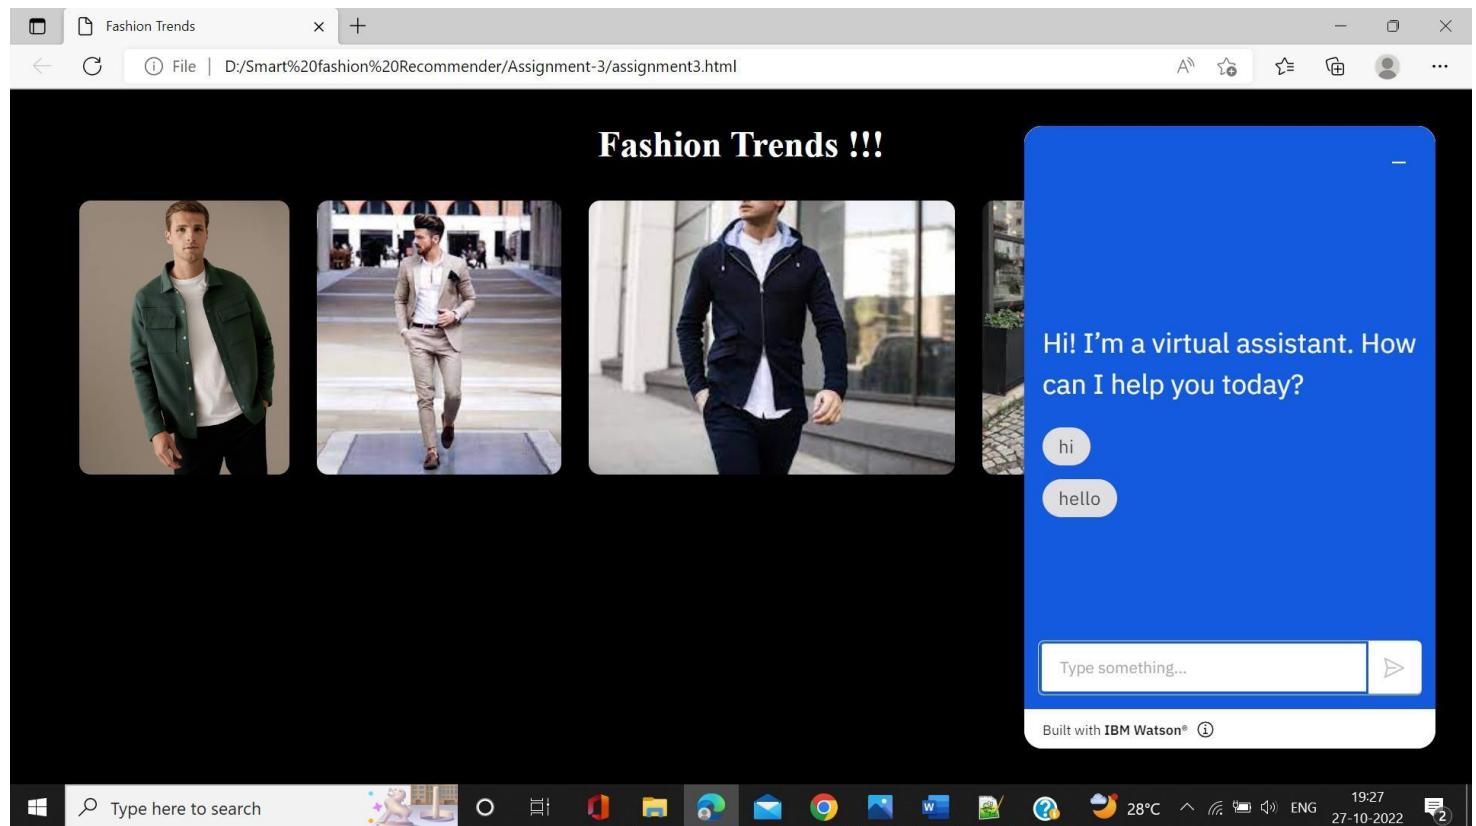 Fashion Trends
File | D:/Smart%20fashion%20Recommender/Assignment-3/assignment3.html
Fashion Trends !!!
Hi! I’m a virtual assistant. How
can I help you today?
hi
hello
Type something...
Built with IBM Watson®
Type here to search
28°C
ENG
19:27
27-10-2022
2